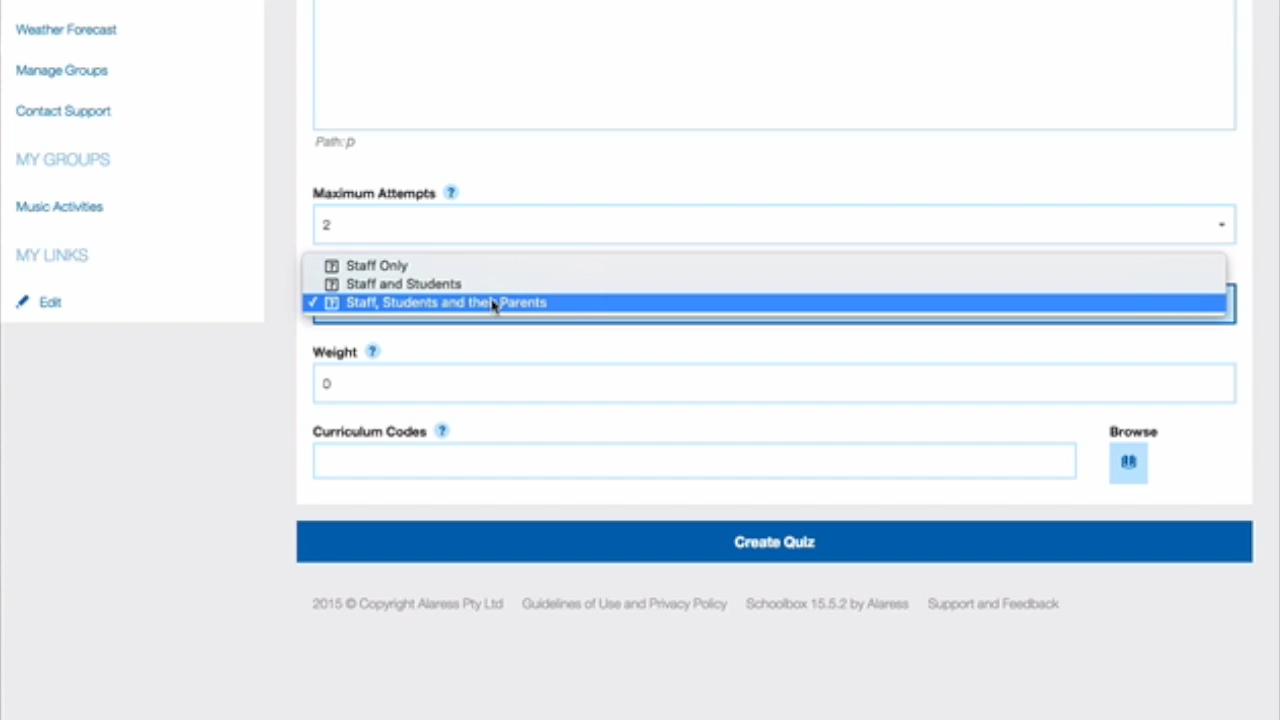 Weather Forecast
Manage Groups
Contact Support
MY GROUPS
Music Activities
MY LINKS
Edit
Path: p
Maximum Attempts ?
2
? Staff Only
? Staff and Students
✓ ? Staff, Students and their Parents
Weight ?
0
Curriculum Codes ?
Browse
Create Quiz
2015 © Copyright Alaress Pty Ltd Guidelines of Use and Privacy Policy Schoolbox 15.5.2 by Alaress Support and Feedback